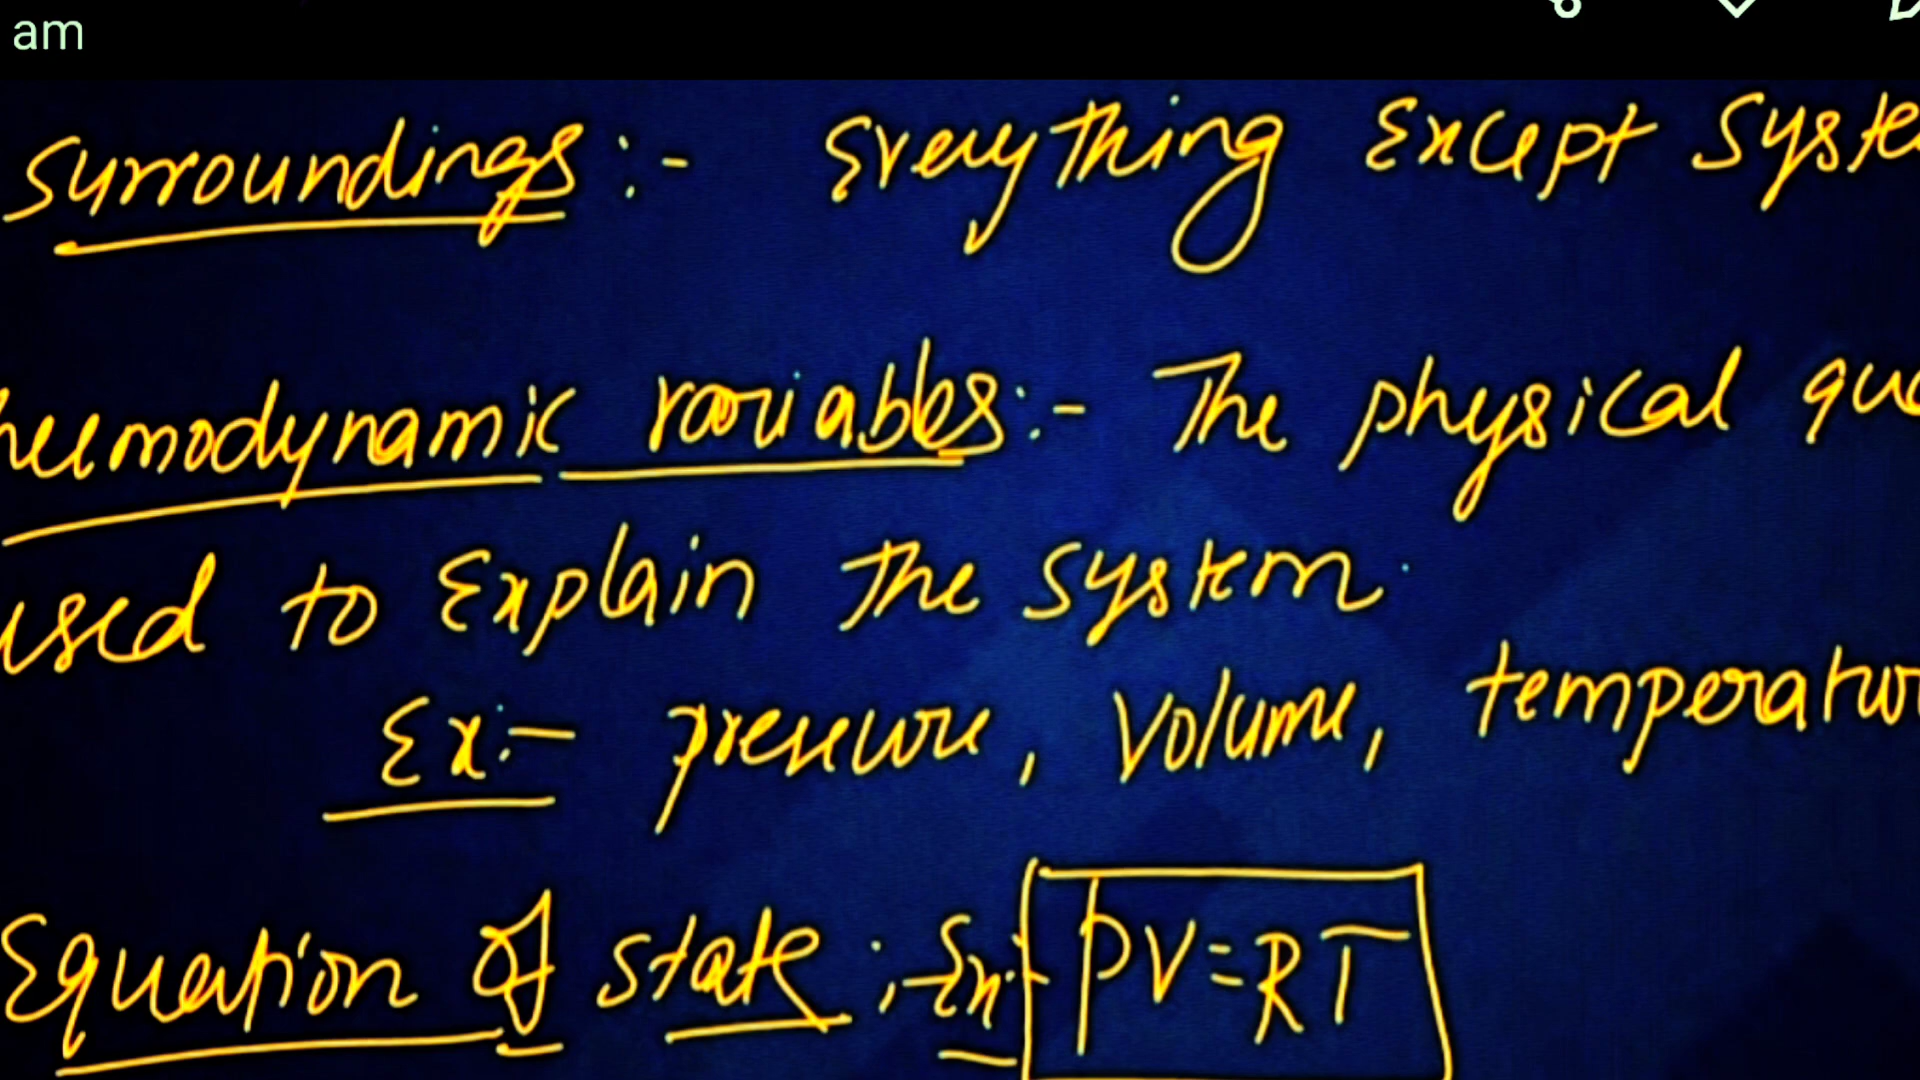 am
Surroundings :- Everything Except Syste
hermodynamic variables :- The physical qua
used to Explain The System.
Ex :- pressure, Volume, temperatur
Equation Of state ; Ex :- PV = RT